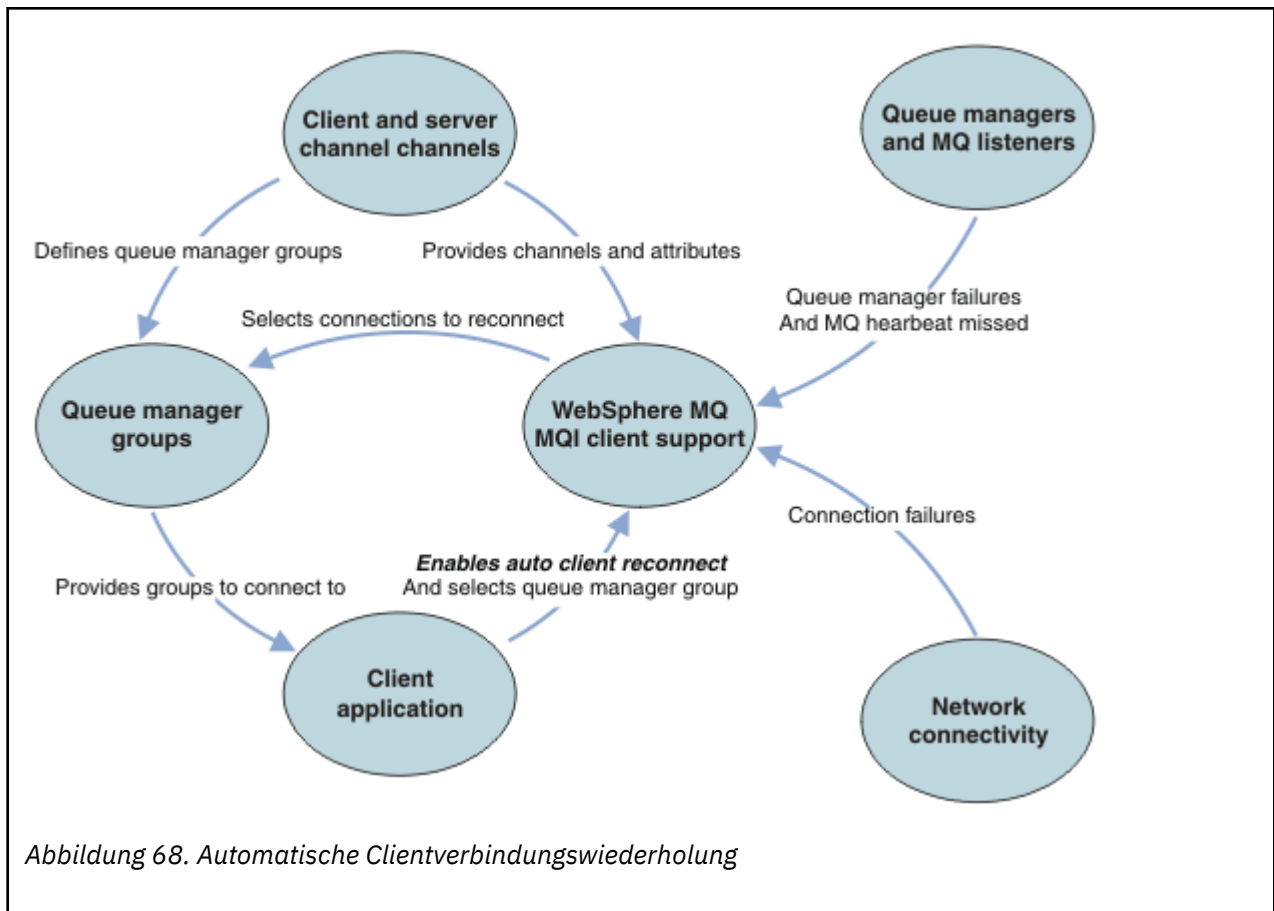 Client and server
channel channels
Queue managers
and MQ listeners
Defines queue manager groups
Provides channels and attributes
Queue manager failures
And MQ hearbeat missed
Selects connections to reconnect
Queue manager
groups
WebSphere MQ
MQI client support
Connection failures
Enables auto client reconnect
And selects queue manager group
Provides groups to connect to
Client
application
Network
connectivity
Abbildung 68. Automatische Clientverbindungswiederholung